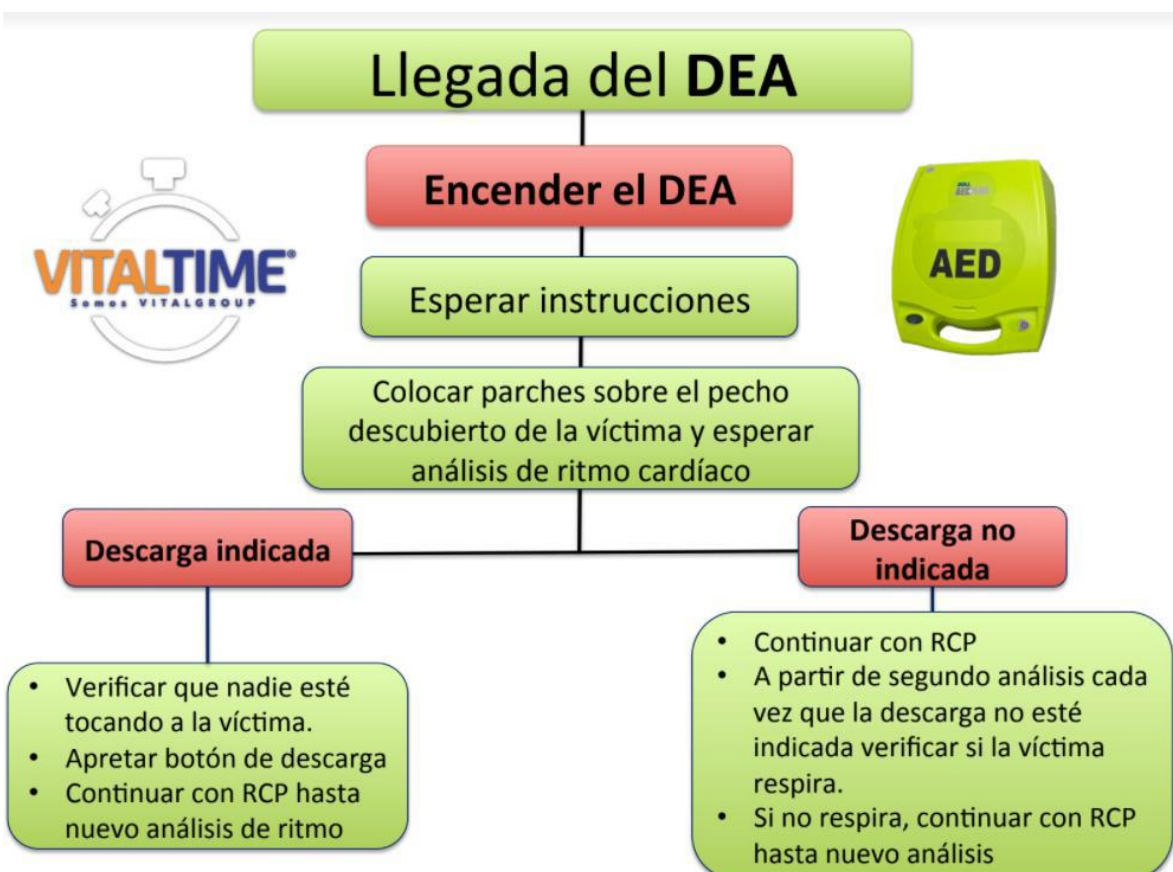 Llegada del DEA
Encender el DEA
VITALTIME®
Somos VITALGROUP
Esperar instrucciones
AED
Colocar parches sobre el pecho
descubierto de la víctima y esperar
análisis de ritmo cardíaco
Descarga indicada
Descarga no
indicada
• Verificar que nadie esté
tocando a la víctima.
• Apretar botón de descarga
• Continuar con RCP hasta
nuevo análisis de ritmo
• Continuar con RCP
• A partir de segundo análisis cada
vez que la descarga no esté
indicada verificar si la víctima
respira.
• Si no respira, continuar con RCP
hasta nuevo análisis